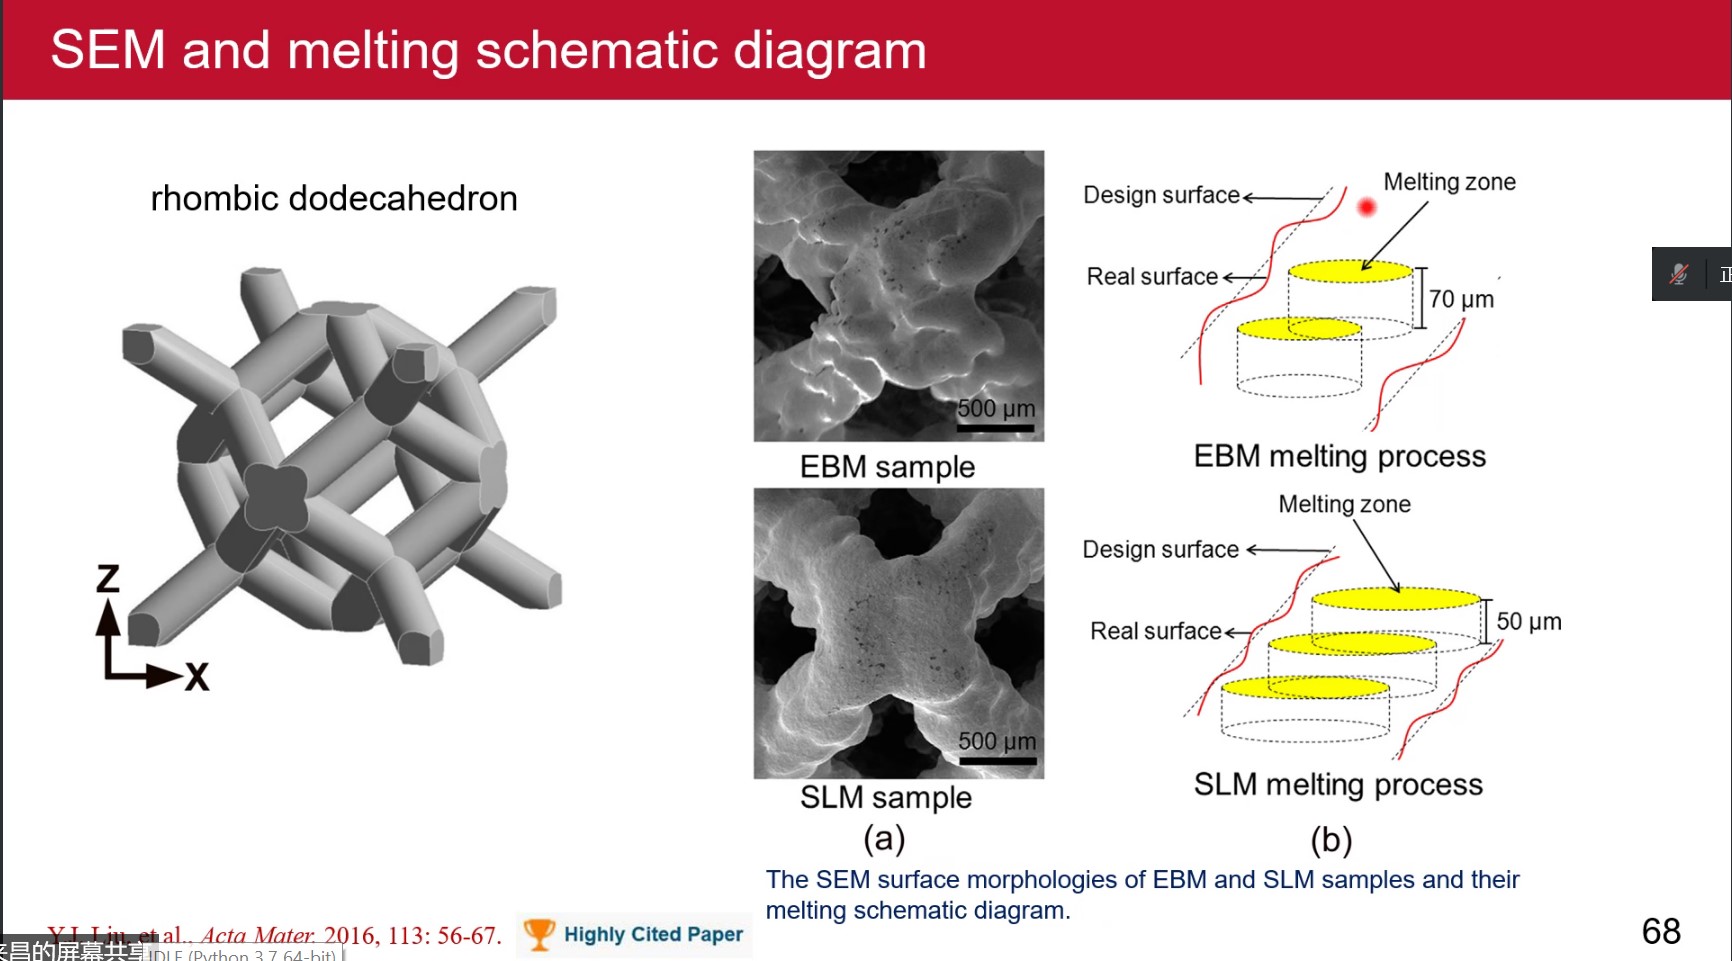 SEM and melting schematic diagram
rhombic dodecahedron
Z
X
500 μm
EBM sample
500 μm
SLM sample
(a)
Design surface
Melting zone
Real surface
70 μm
EBM melting process
Melting zone
Design surface
Real surface
50 μm
SLM melting process
(b)
The SEM surface morphologies of EBM and SLM samples and their
melting schematic diagram.
Y.J. Liu, et al., Acta Mater. 2016, 113: 56-67.
Highly Cited Paper
68
昌的屏幕共享
IDLE (Python 3.7 64-bit)
正